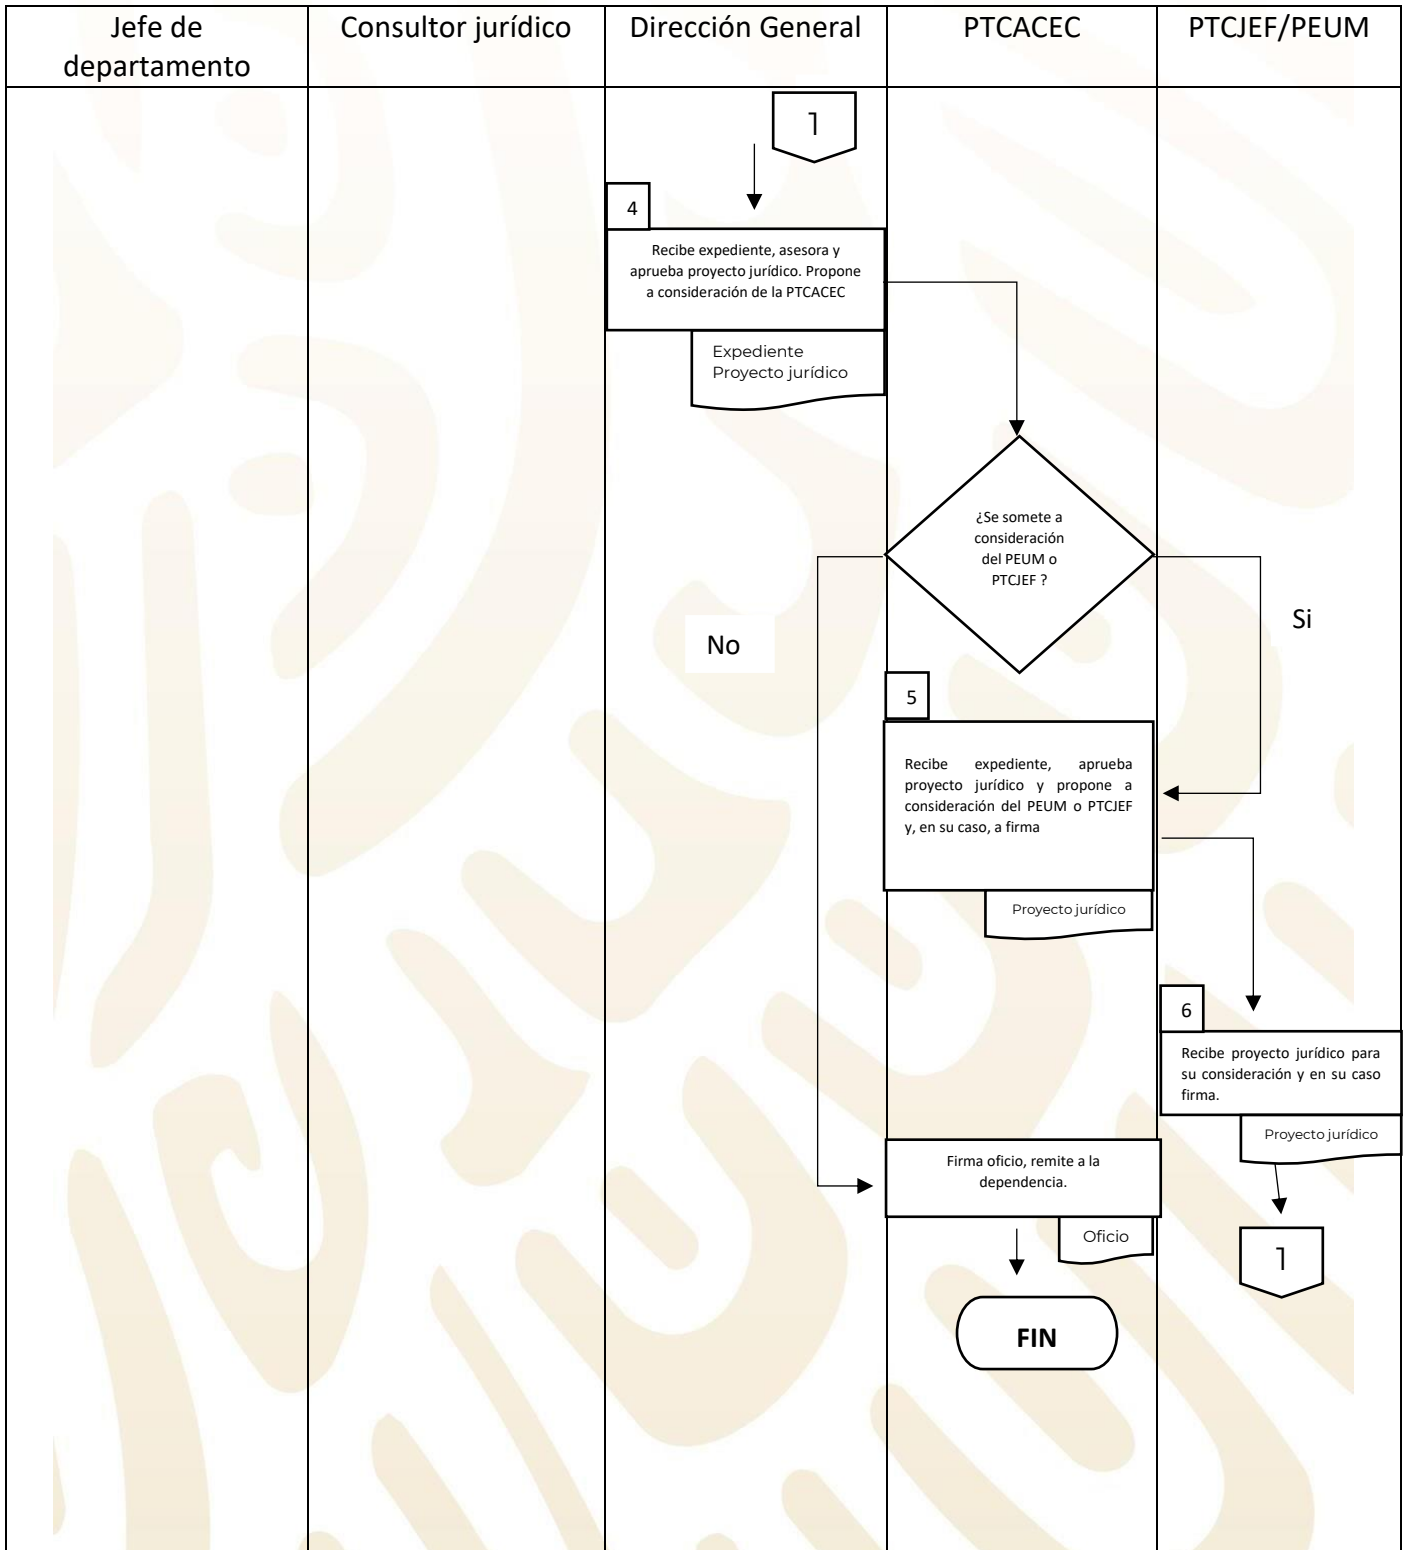 Jefe de
departamento
Consultor jurídico
Dirección General
PTCACEC
PTCJEF/PEUM
1
4
Recibe expediente, asesora y
aprueba proyecto jurídico. Propone
a consideración de la PTCACEC
Expediente
Proyecto jurídico
¿Se somete a
consideración
del PEUM o
PTCJEF ?
No
Si
5
Recibe expediente, aprueba
proyecto jurídico y propone a
consideración del PEUM o PTCJEF
y, en su caso, a firma
Proyecto jurídico
6
Recibe proyecto jurídico para
su consideración y en su caso
firma.
Proyecto jurídico
Firma oficio, remite a la
dependencia.
Oficio
1
FIN